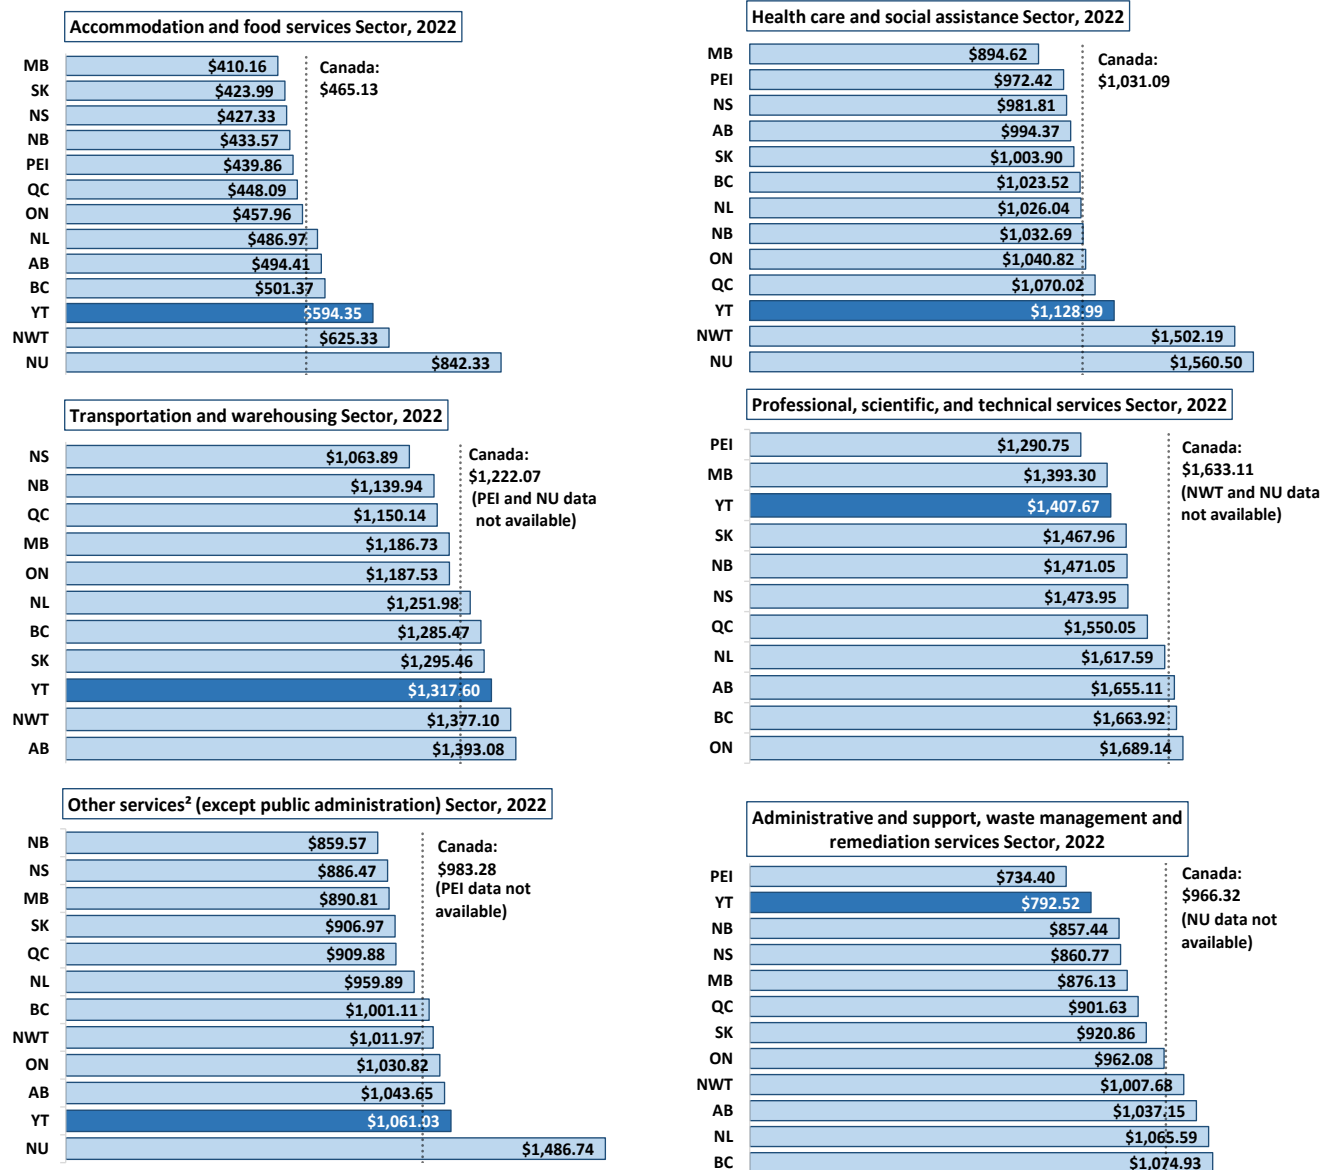 Accommodation and food services Sector, 2022
MB $410.16
SK $423.99
NS $427.33
NB $433.57
PEI $439.86
QC $448.09
ON $457.96
NL $486.97
AB $494.41
BC $501.37
YT $594.35
NWT $625.33
NU $842.33
Canada:
$465.13
Health care and social assistance Sector, 2022
MB $894.62
PEI $972.42
NS $981.81
AB $994.37
SK $1,003.90
BC $1,023.52
NL $1,026.04
NB $1,032.69
ON $1,040.82
QC $1,070.02
YT $1,128.99
NWT $1,502.19
NU $1,560.50
Canada:
$1,031.09
Transportation and warehousing Sector, 2022
NS $1,063.89
NB $1,139.94
QC $1,150.14
MB $1,186.73
ON $1,187.53
NL $1,251.98
BC $1,285.47
SK $1,295.46
YT $1,317.60
NWT $1,377.10
AB $1,393.08
Canada:
$1,222.07
(PEI and NU data
not available)
Professional, scientific, and technical services Sector, 2022
PEI $1,290.75
MB $1,393.30
YT $1,407.67
SK $1,467.96
NB $1,471.05
NS $1,473.95
QC $1,550.05
NL $1,617.59
AB $1,655.11
BC $1,663.92
ON $1,689.14
Canada:
$1,633.11
(NWT and NU data
not available)
Other services² (except public administration) Sector, 2022
NB $859.57
NS $886.47
MB $890.81
SK $906.97
QC $909.88
NL $959.89
BC $1,001.11
NWT $1,011.97
ON $1,030.82
AB $1,043.65
YT $1,061.03
NU $1,486.74
Canada:
$983.28
(PEI data not
available)
Administrative and support, waste management and
remediation services Sector, 2022
PEI $734.40
YT $792.52
NB $857.44
NS $860.77
MB $876.13
QC $901.63
SK $920.86
ON $962.08
NWT $1,007.68
AB $1,037.15
NL $1,065.59
BC $1,074.93
Canada:
$966.32
(NU data not
available)